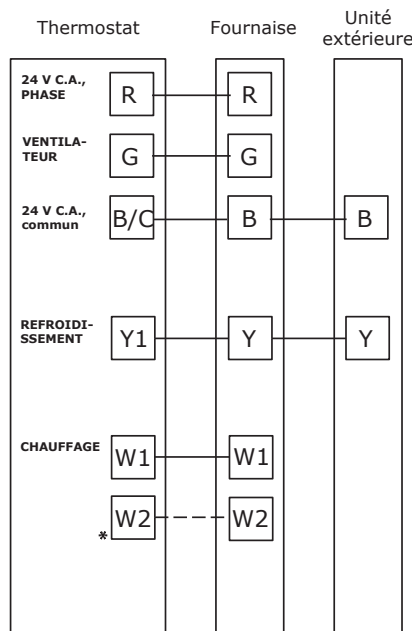 Thermostat
Fournaise
Unité
extérieure
24 V C.A.,
PHASE
R
R
VENTILA-
TEUR
G
G
24 V C.A.,
commun
B/C
B
B
REFROIDI-
SSEMENT
Y1
Y
Y
CHAUFFAGE
W1
W1
*
W2
W2